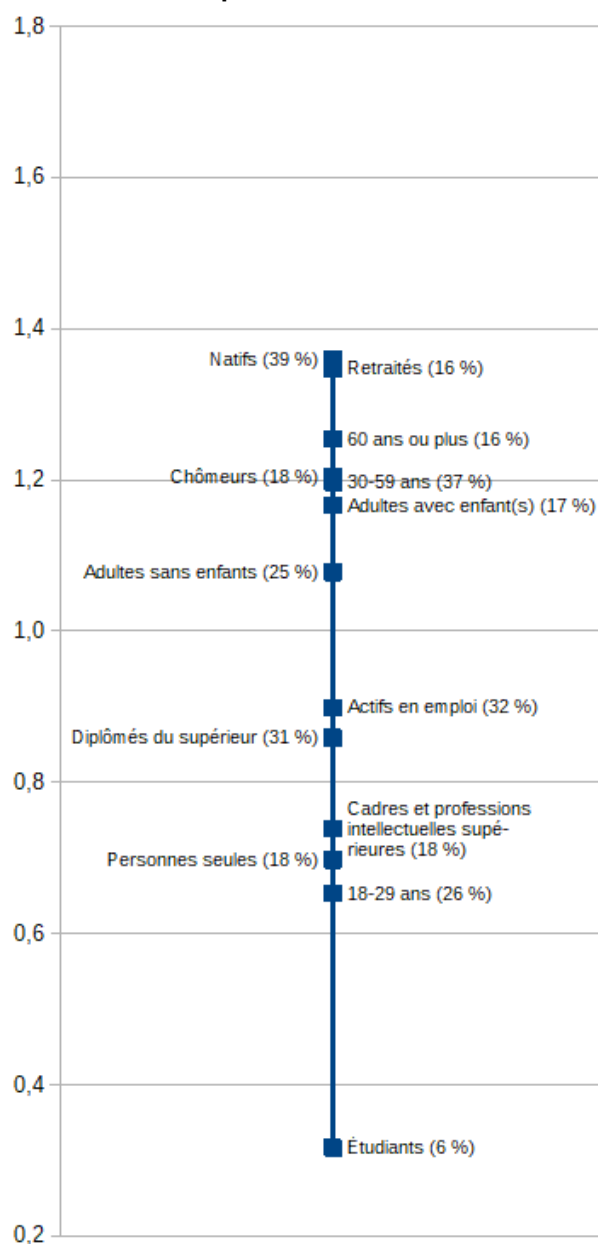 1,8
1,6
1,4
Natifs (39 %)
Retraités (16 %)
60 ans ou plus (16 %)
Chômeurs (18 %)
1,2
30-59 ans (37 %)
Adultes avec enfant(s) (17 %)
Adultes sans enfants (25 %)
1,0
Actifs en emploi (32 %)
Diplômés du supérieur (31 %)
0,8
Cadres et professions
intellectuelles supé-
rieures (18 %)
Personnes seules (18 %)
18-29 ans (26 %)
0,6
0,4
Étudiants (6 %)
0,2